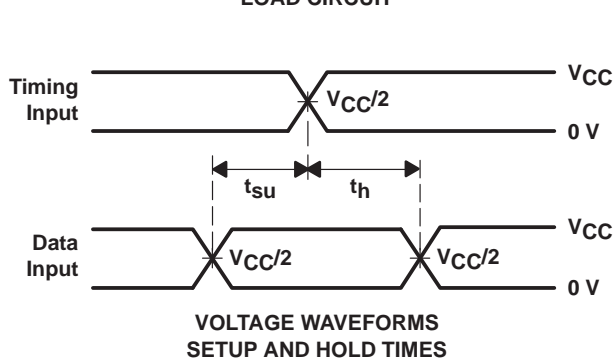 LOAD CIRCUIT
Timing
Input
VCC
VCC/2
0 V
tsu
th
Data
Input
VCC
VCC/2
VCC/2
0 V
VOLTAGE WAVEFORMS
SETUP AND HOLD TIMES